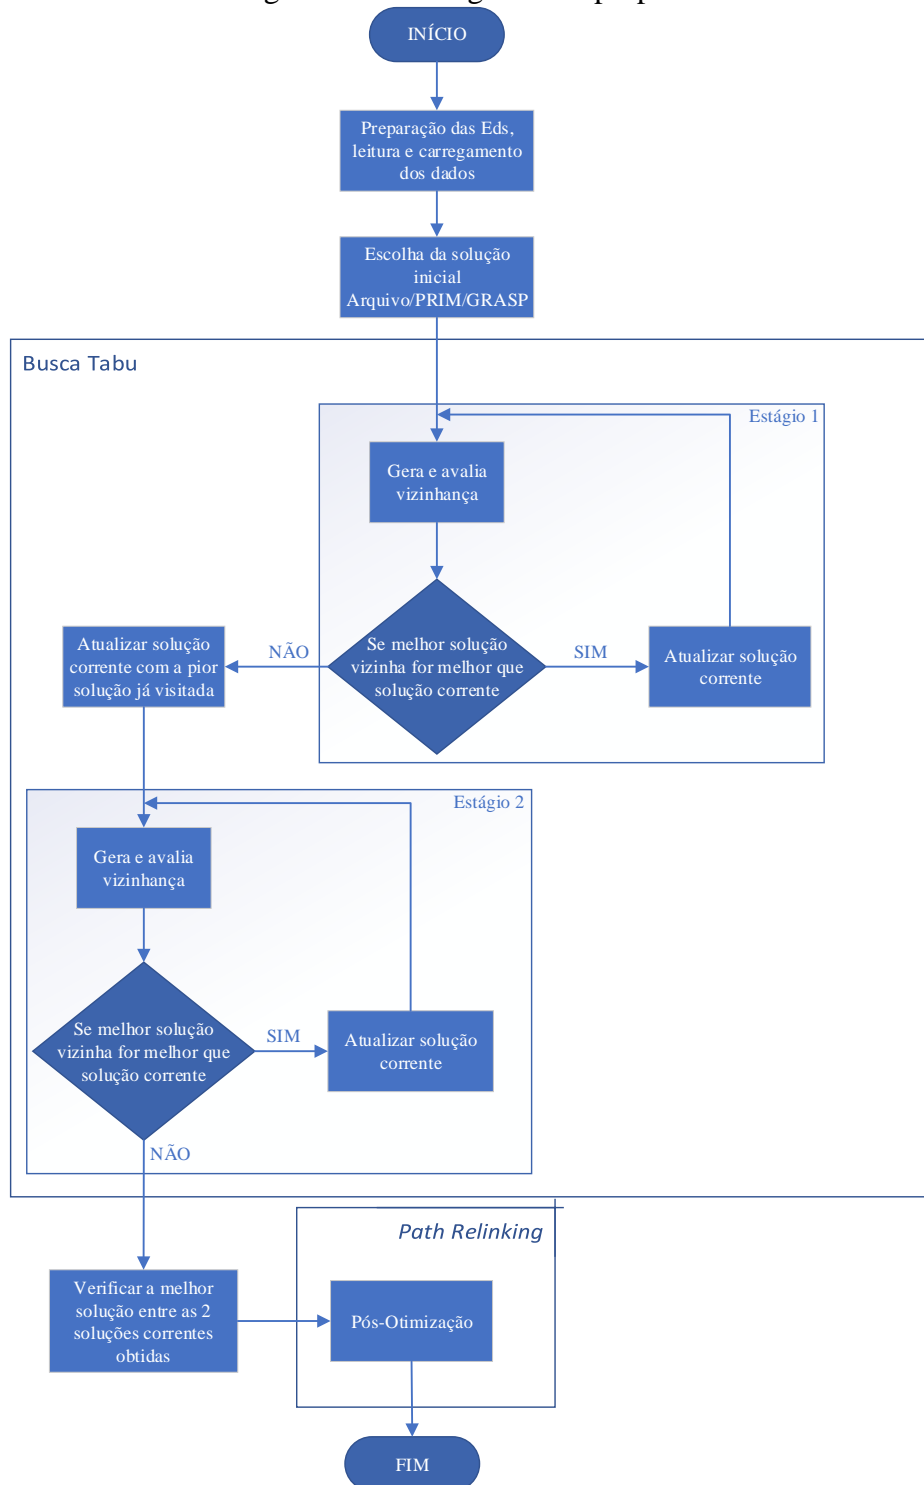 INÍCIO
Preparação das Eds,
leitura e carregamento
dos dados
Escolha da solução
inicial
Arquivo/PRIM/GRASP
Busca Tabu
Estágio 1
Gera e avalia
vizinhança
Se melhor solução
vizinha for melhor que
solução corrente
SIM
Atualizar solução
corrente
NÃO
Atualizar solução
corrente com a pior
solução já visitada
Estágio 2
Gera e avalia
vizinhança
Se melhor solução
vizinha for melhor que
solução corrente
SIM
Atualizar solução
corrente
NÃO
Verificar a melhor
solução entre as 2
soluções correntes
obtidas
Path Relinking
Pós-Otimização
FIM